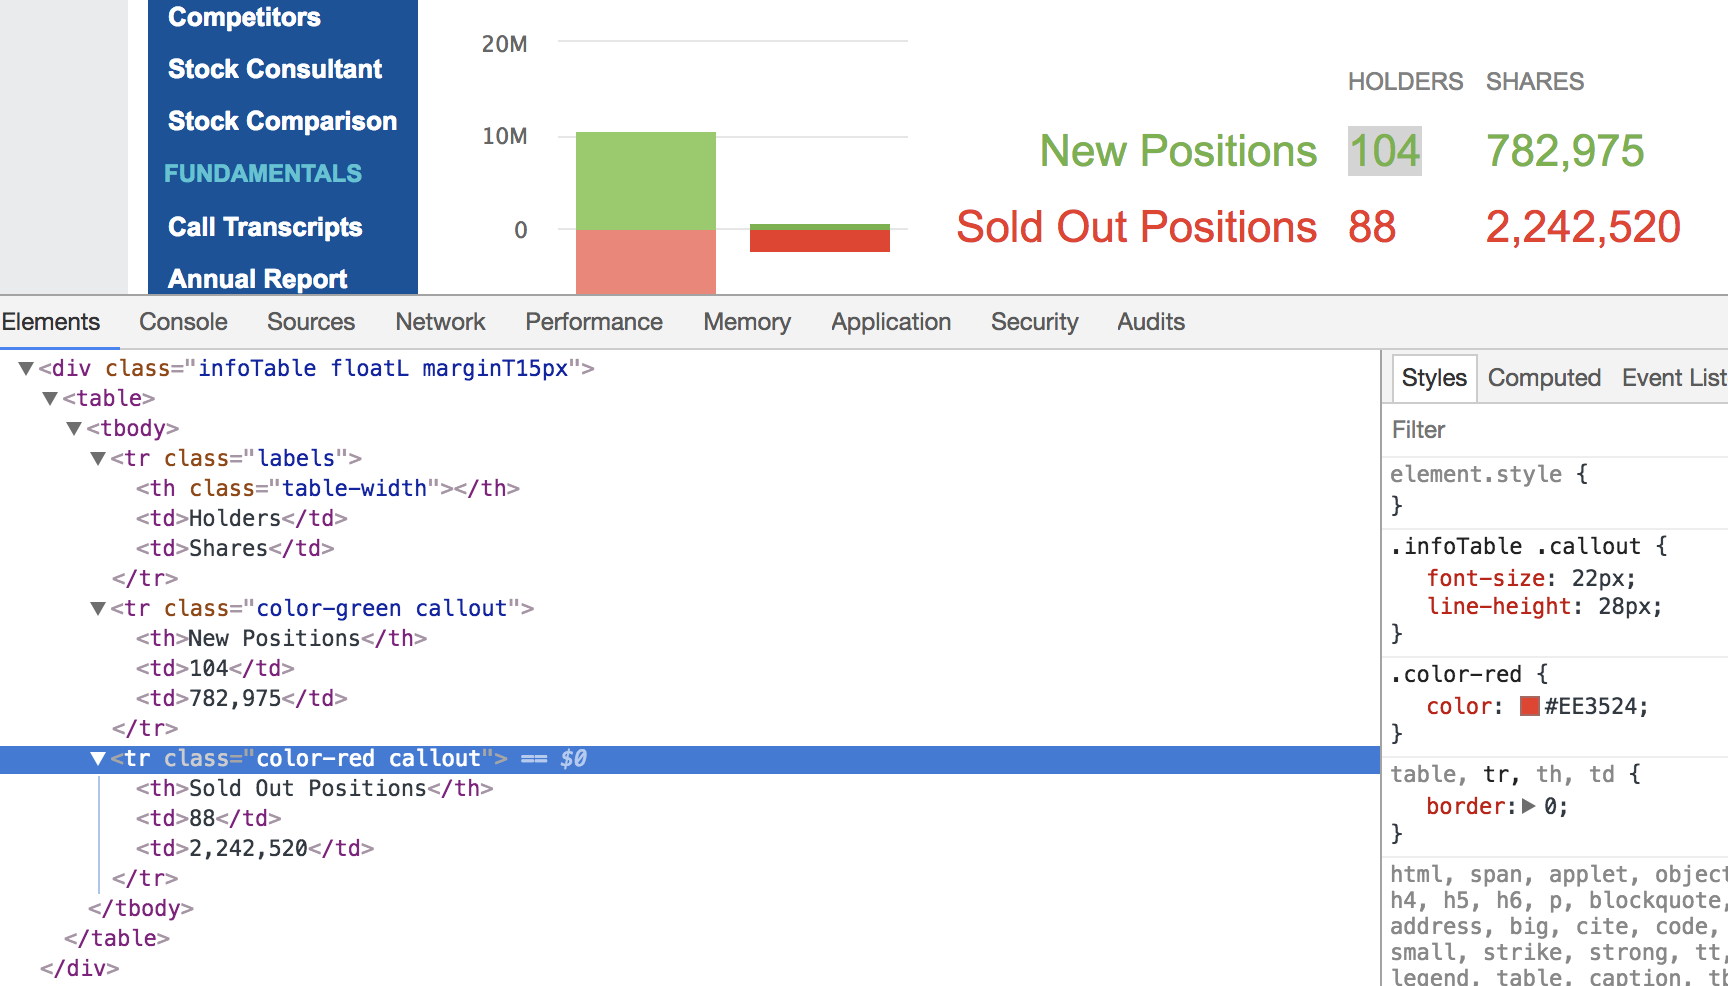 Competitors
Stock Consultant
Stock Comparison
FUNDAMENTALS
Call Transcripts
Annual Report
20M
10M
0
HOLDERS SHARES
New Positions 104 782,975
Sold Out Positions 88 2,242,520
Elements Console Sources Network Performance Memory Application Security Audits
<div class="infoTable floatL marginT15px">
<table>
<tbody>
<tr class="labels">
<th class="table-width"></th>
<td>Holders</td>
<td>Shares</td>
</tr>
<tr class="color-green callout">
<th>New Positions</th>
<td>104</td>
<td>782,975</td>
</tr>
<tr class="color-red callout"> == $0
<th>Sold Out Positions</th>
<td>88</td>
<td>2,242,520</td>
</tr>
</tbody>
</table>
</div>
Styles Computed Event List
Filter
element.style {
}
.infoTable .callout {
font-size: 22px;
line-height: 28px;
}
.color-red {
color: #EE3524;
}
table, tr, th, td {
border: 0;
}
html, span, applet, object
h4, h5, h6, p, blockquote,
address, big, cite, code,
small, strike, strong, tt,
legend, table, caption, tb